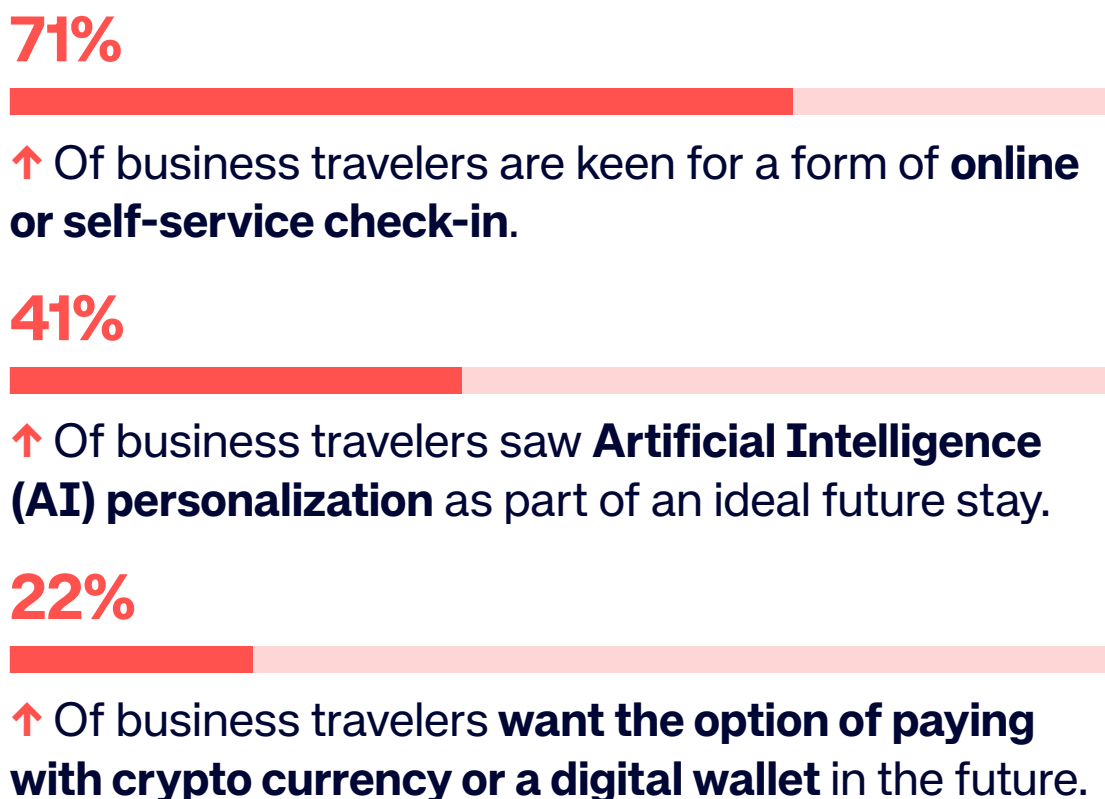 71%
↑ Of business travelers are keen for a form of online
or self-service check-in.
41%
↑ Of business travelers saw Artificial Intelligence
(AI) personalization as part of an ideal future stay.
22%
↑ Of business travelers want the option of paying
with crypto currency or a digital wallet in the future.